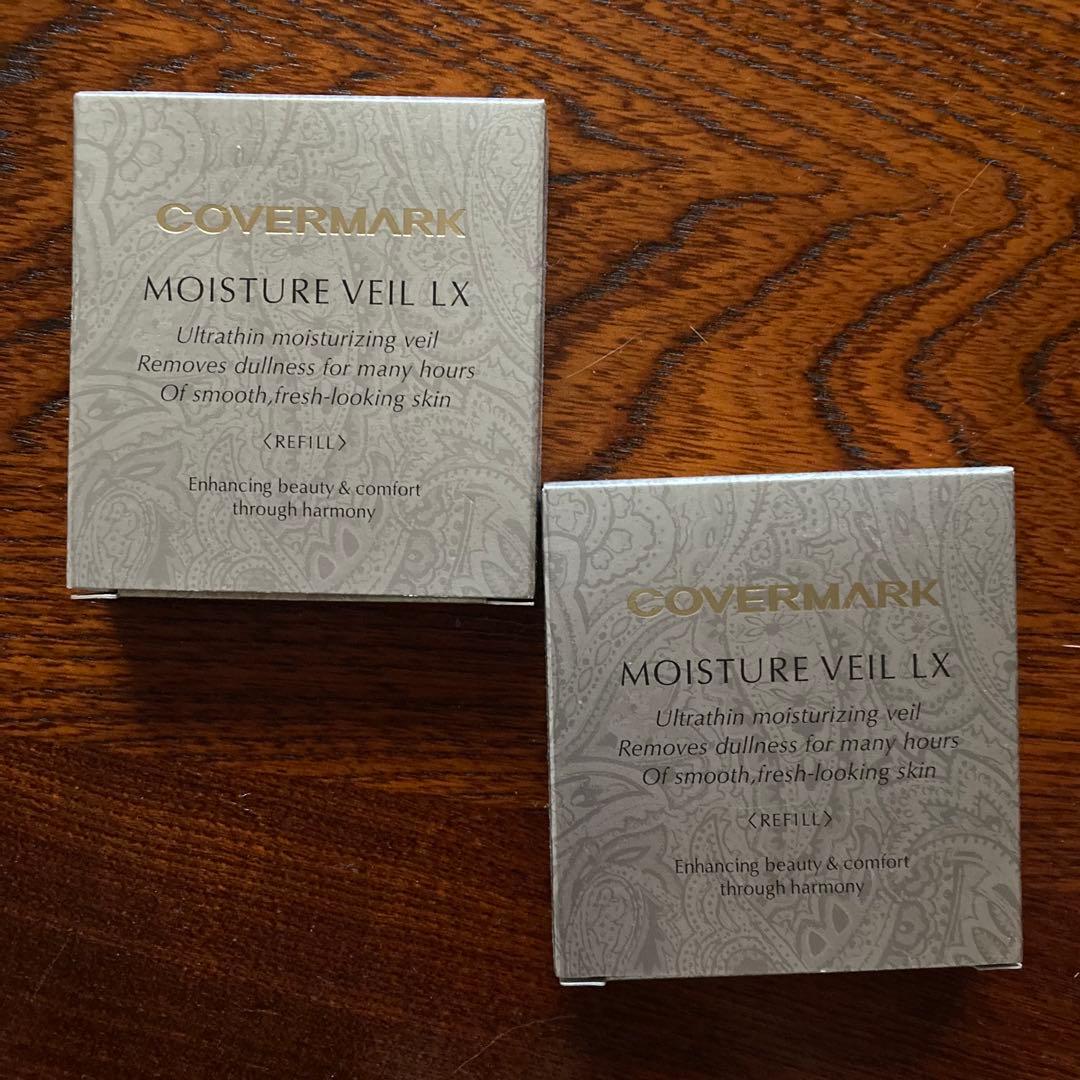 COVERMARK
MOISTURE VEIL LX
Ultrathin moisturizing veil
Removes dullness for many hours
Of smooth,fresh-looking skin
〈REFILL〉
Enhancing beauty & comfort
through harmony
COVERMARK
MOISTURE VEIL LX
Ultrathin moisturizing veil
Removes dullness for many hours
Of smooth,fresh-looking skin
〈REFILL〉
Enhancing beauty & comfort
through harmony